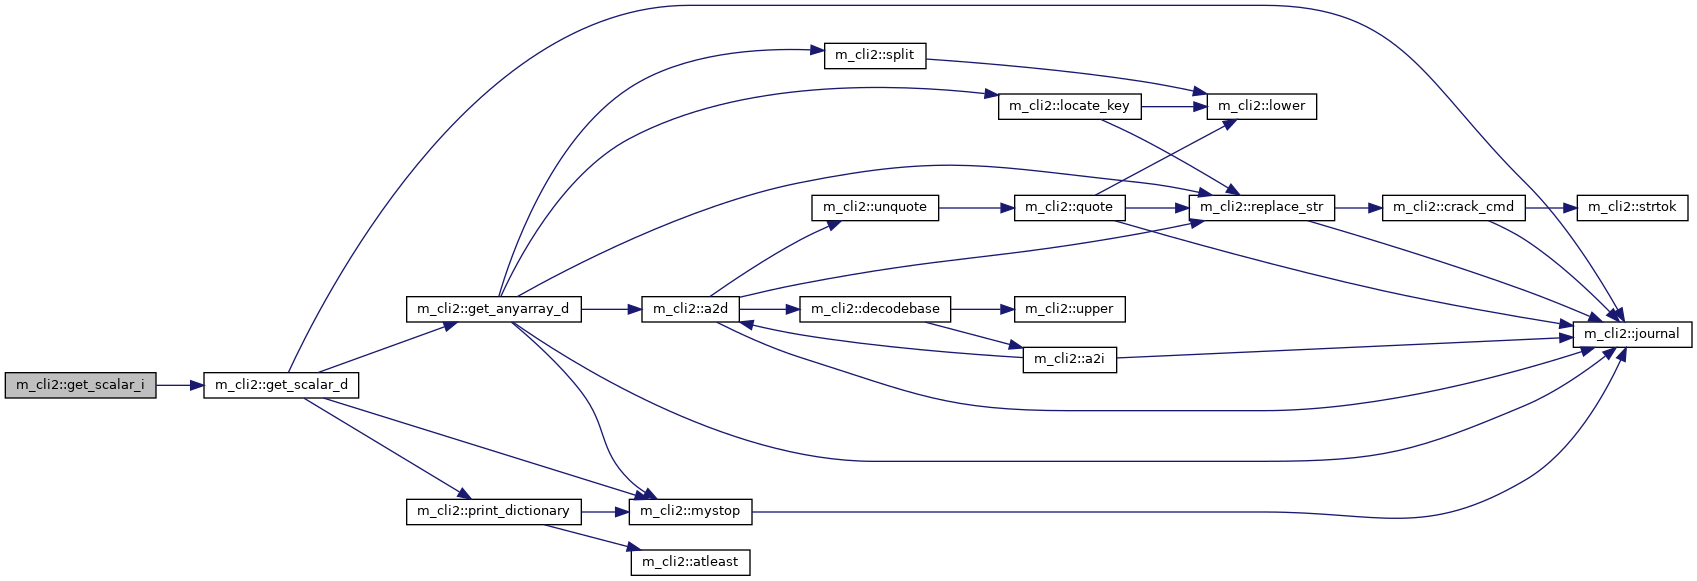 m_cli2::split
m_cli2::locate_key
m_cli2::lower
m_cli2::unquote
m_cli2::quote
m_cli2::replace_str
m_cli2::crack_cmd
m_cli2::strtok
m_cli2::get_anyarray_d
m_cli2::a2d
m_cli2::decodebase
m_cli2::upper
m_cli2::journal
m_cli2::a2i
m_cli2::get_scalar_i
m_cli2::get_scalar_d
m_cli2::print_dictionary
m_cli2::mystop
m_cli2::atleast